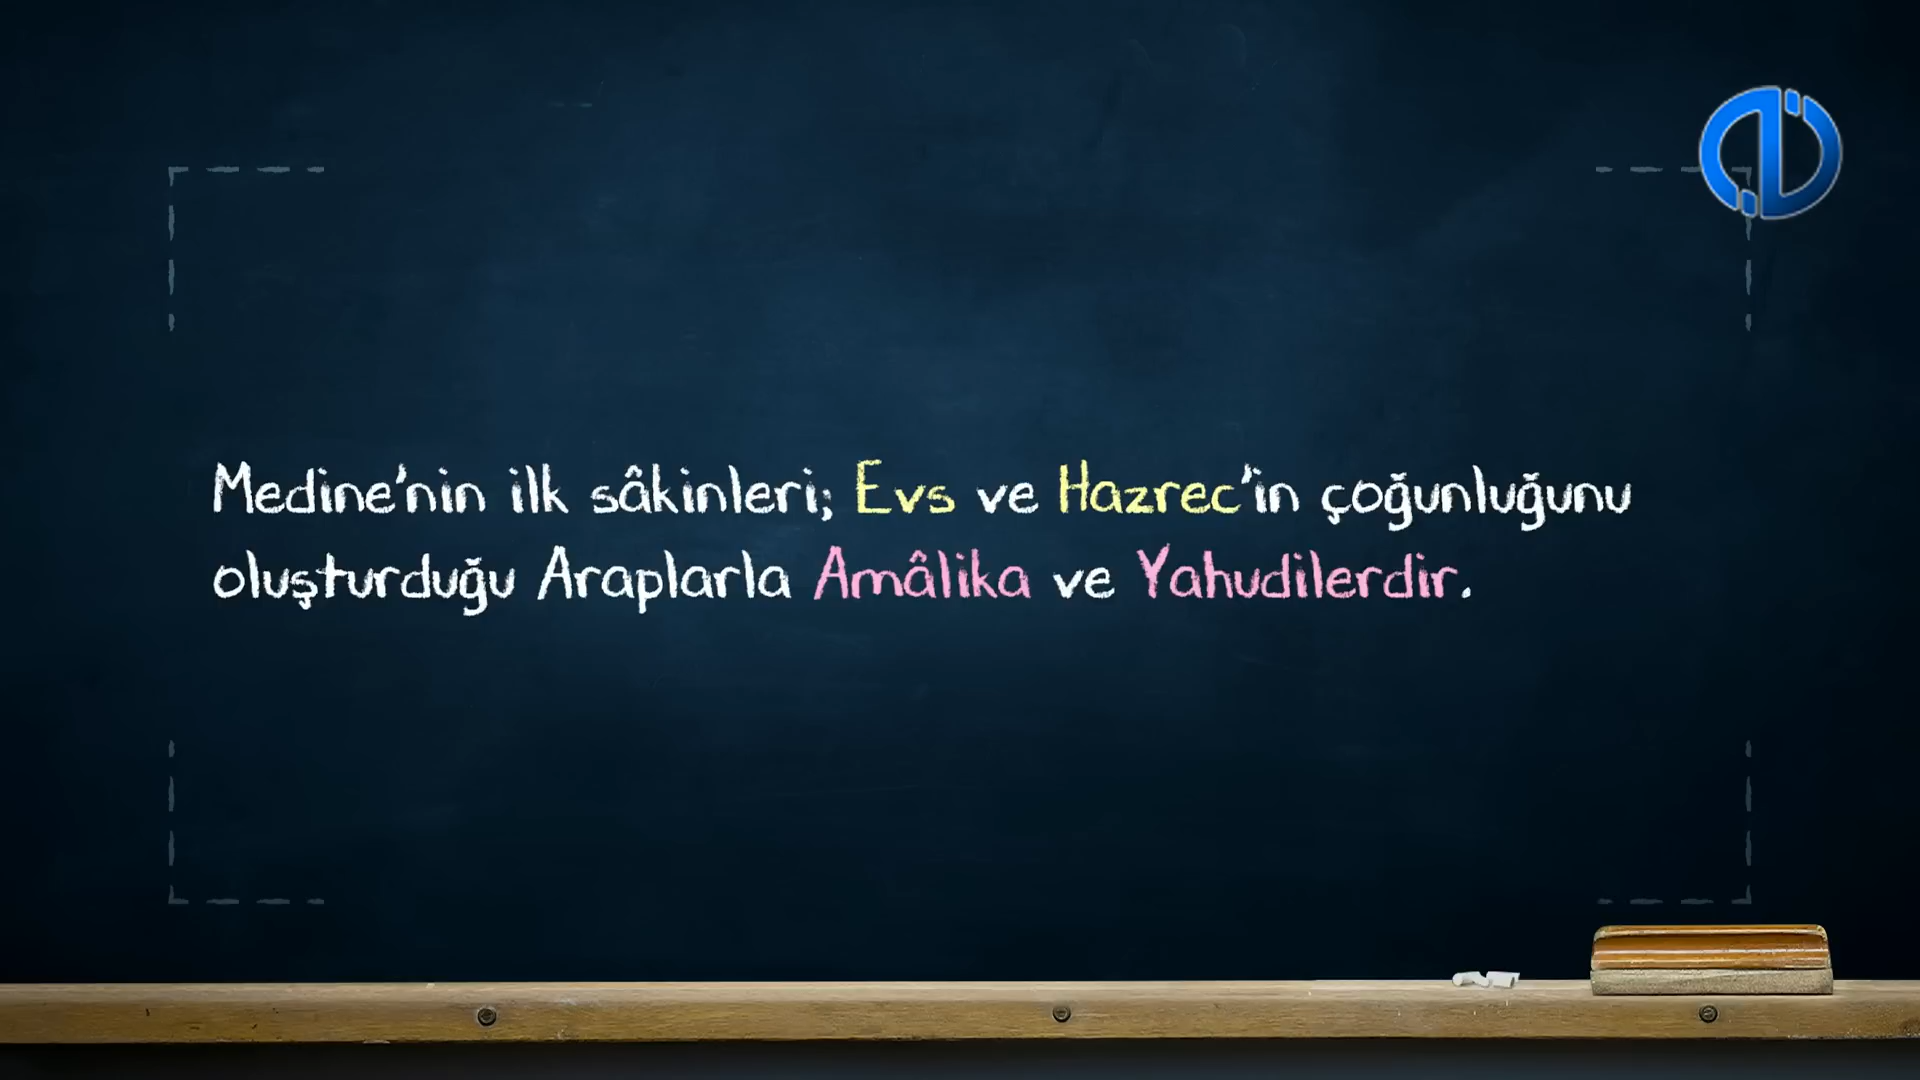 Medine'nin ilk sâkinleri; Evs ve Hazrec'in çoğunluğunu
oluşturduğu Araplarla Amâlika ve Yahudilerdir.